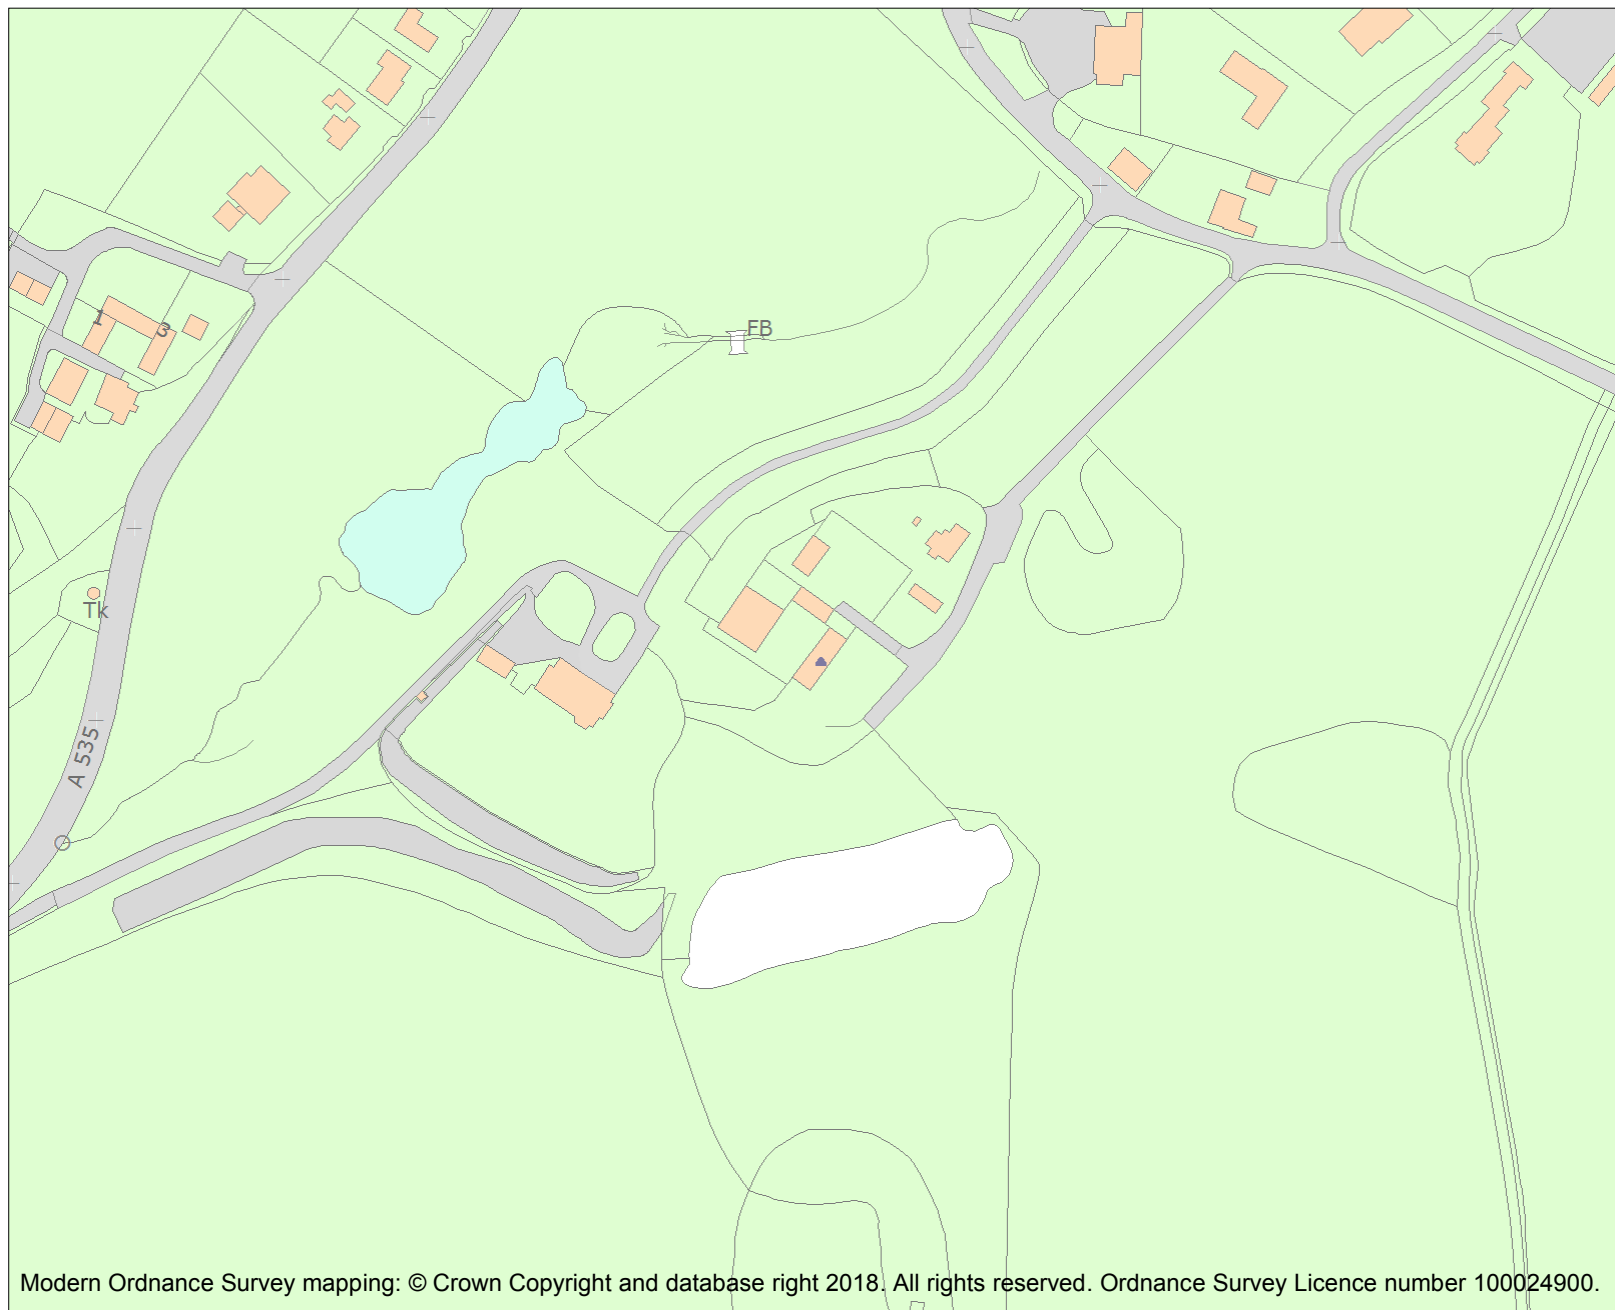 FB
1
3
Tk
A 535
Modern Ordnance Survey mapping: © Crown Copyright and database right 2018. All rights reserved. Ordnance Survey Licence number 100024900.